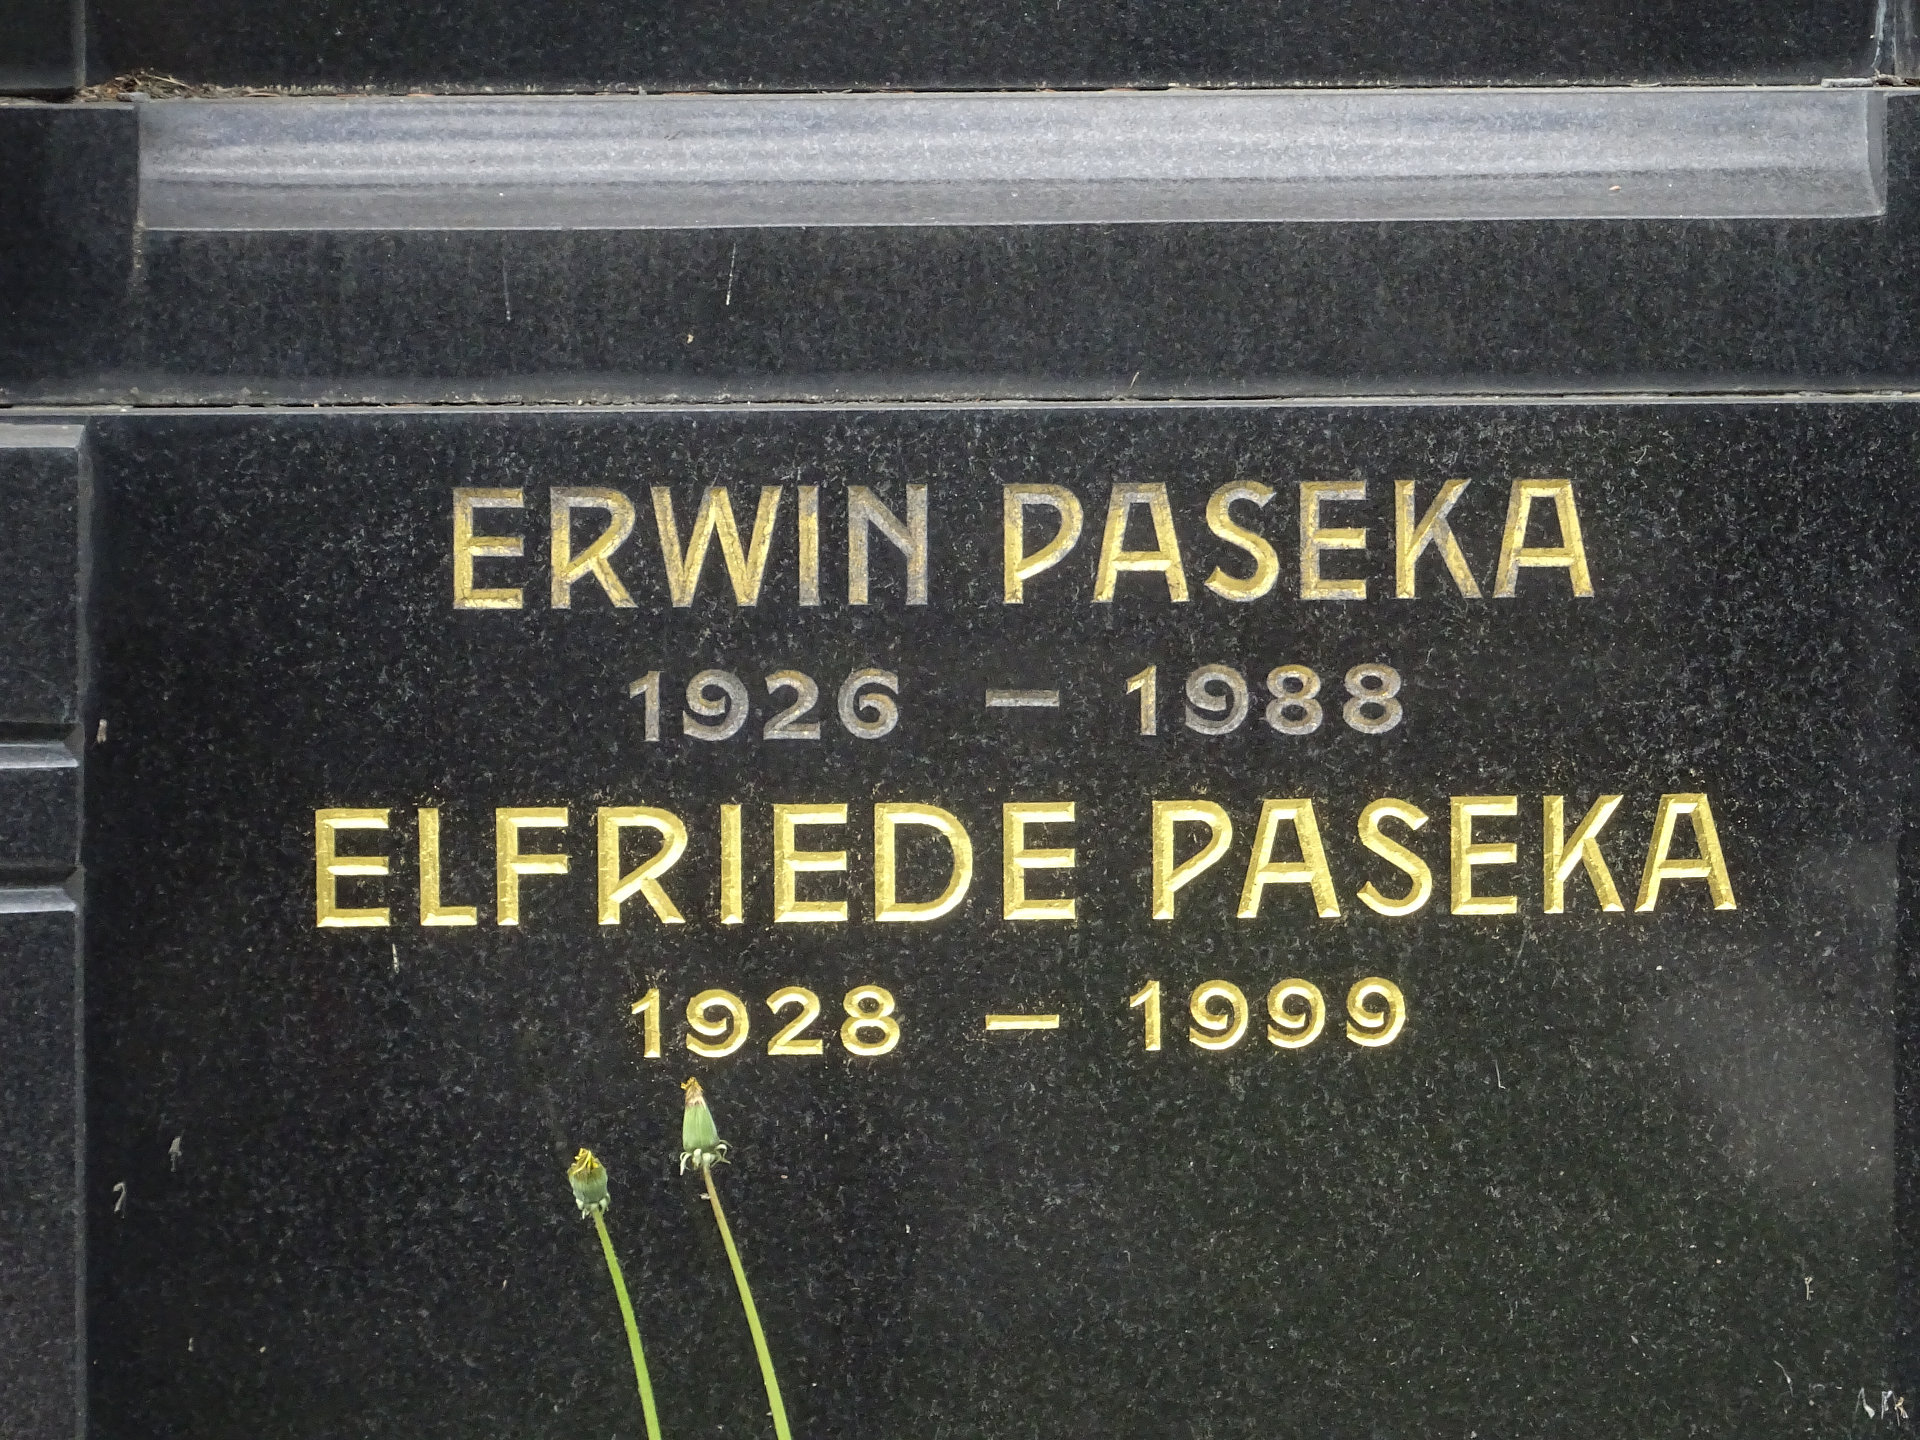 ERWIN PASEKA
1926 – 1988
ELFRIEDE PASEKA
1928 – 1999